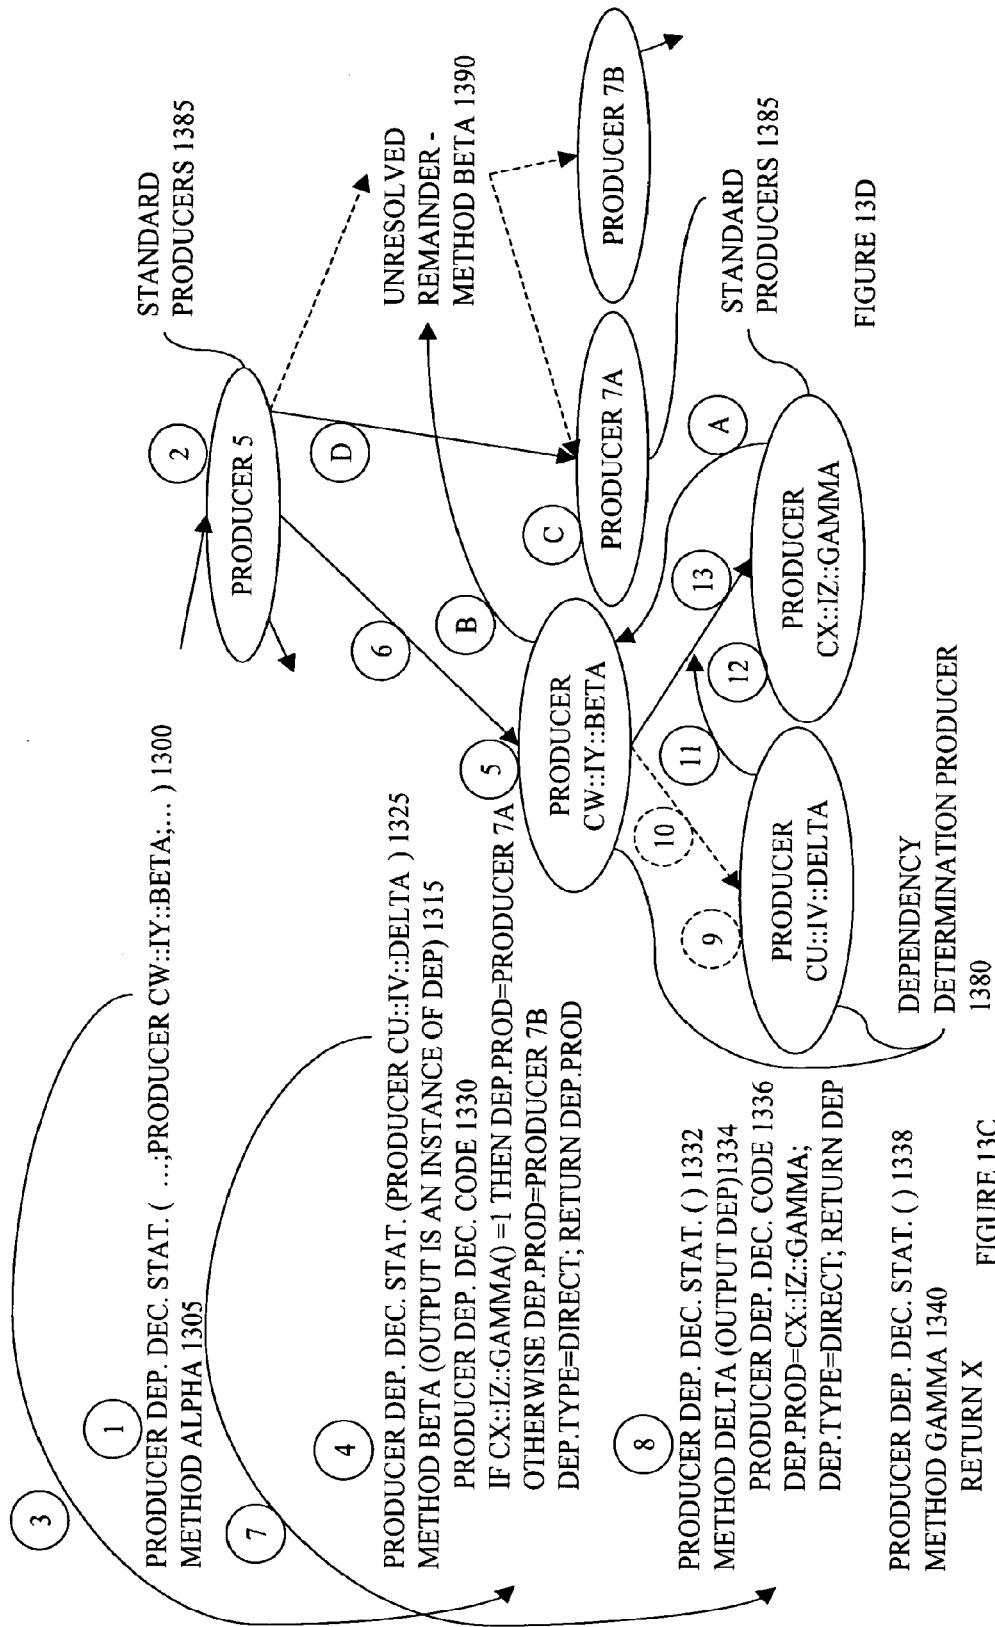 1
PRODUCER DEP. DEC. STAT. ( ...;PRODUCER CW::IY::BETA;... ) 1300
METHOD ALPHA 1305
3
7
4
PRODUCER DEP. DEC. STAT. (PRODUCER CU::IV::DELTA ) 1325
METHOD BETA (OUTPUT IS AN INSTANCE OF DEP) 1315
PRODUCER DEP. DEC. CODE 1330
IF CX::IZ::GAMMA() =1 THEN DEP.PROD=PRODUCER 7A
OTHERWISE DEP.PROD=PRODUCER 7B
DEP.TYPE=DIRECT; RETURN DEP.PROD
8
PRODUCER DEP. DEC. STAT. ( ) 1332
METHOD DELTA (OUTPUT DEP)1334
PRODUCER DEP. DEC. CODE 1336
DEP.PROD=CX::IZ::GAMMA;
DEP.TYPE=DIRECT; RETURN DEP
PRODUCER DEP. DEC. STAT. ( ) 1338
METHOD GAMMA 1340
RETURN X
FIGURE 13C
2
STANDARD
PRODUCERS 1385
PRODUCER 5
6
D
B
UNRESOLVED
REMAINDER -
METHOD BETA 1390
5
PRODUCER
CW::IY::BETA
C
PRODUCER 7A
PRODUCER 7B
10
11
13
A
9
12
PRODUCER
CU::IV::DELTA
PRODUCER
CX::IZ::GAMMA
STANDARD
PRODUCERS 1385
DEPENDENCY
DETERMINATION PRODUCER
1380
FIGURE 13D